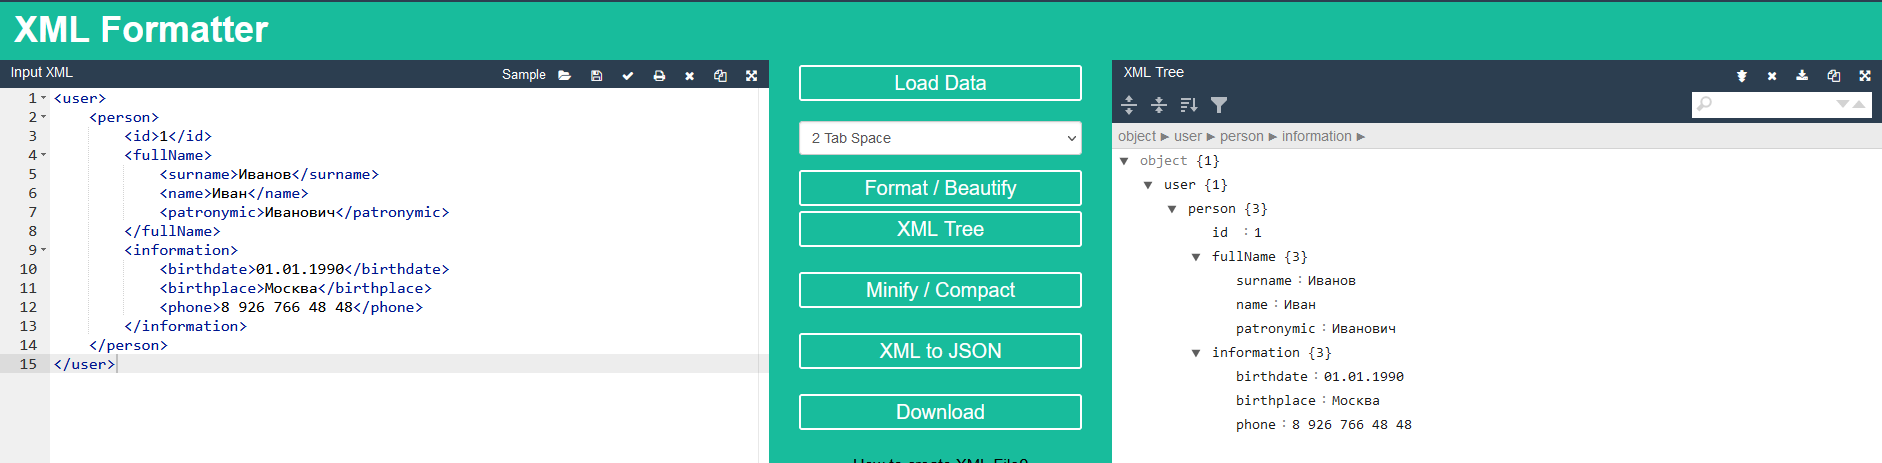 XML Formatter
Input XML
Sample
1 <user>
2 <person>
3 <id>1</id>
4 <fullName>
5 <surname>Иванов</surname>
6 <name>Иван</name>
7 <patronymic>Иванович</patronymic>
8 </fullName>
9 <information>
10 <birthdate>01.01.1990</birthdate>
11 <birthplace>Москва</birthplace>
12 <phone>8 926 766 48 48</phone>
13 </information>
14 </person>
15 </user>
Load Data
2 Tab Space
Format / Beautify
XML Tree
Minify / Compact
XML to JSON
Download
How to create XML File?
XML Tree
object ▶ user ▶ person ▶ information ▶
object {1}
user {1}
person {3}
id : 1
fullName {3}
surname : Иванов
name : Иван
patronymic : Иванович
information {3}
birthdate : 01.01.1990
birthplace : Москва
phone : 8 926 766 48 48